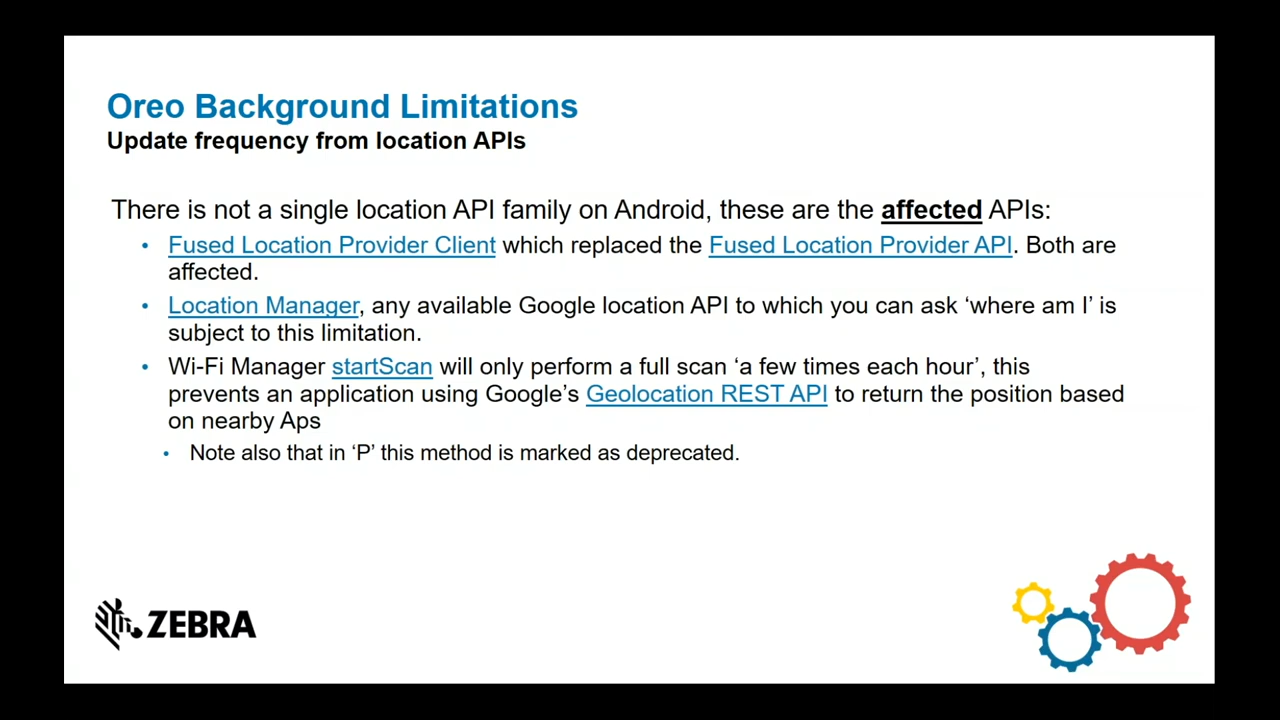 Oreo Background Limitations
Update frequency from location APIs
There is not a single location API family on Android, these are the affected APIs:
• Fused Location Provider Client which replaced the Fused Location Provider API. Both are
affected.
• Location Manager, any available Google location API to which you can ask ‘where am I’ is
subject to this limitation.
• Wi-Fi Manager startScan will only perform a full scan ‘a few times each hour’, this
prevents an application using Google’s Geolocation REST API to return the position based
on nearby Aps
• Note also that in ‘P’ this method is marked as deprecated.
ZEBRA